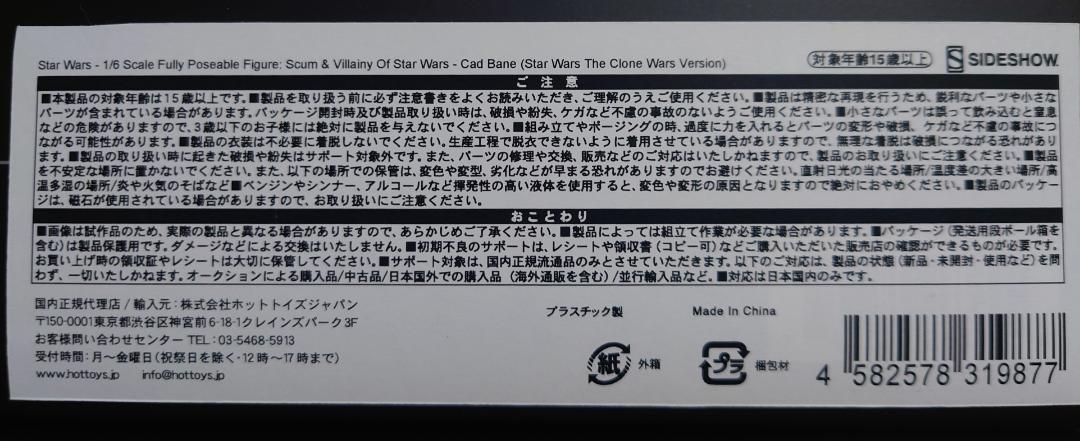 Star Wars - 1/6 Scale Fully Poseable Figure: Scum & Villainy Of Star Wars - Cad Bane (Star Wars The Clone Wars Version) 対象年齢15歳以上 SIDESHOW
ご注意
■本製品の対象年齢は15歳以上です。■製品を取り扱う前に必ず注意書きをよくお読みいただき、ご理解のうえご使用ください。■製品は精密な再現を行うため、鋭利なパーツや小さな
パーツが含まれている場合があります。パッケージ開封時及び製品取り扱い時は、破損や紛失、ケガなど不慮の事故のないようご使用ください。■小さなパーツは誤って飲み込むと窒息
などの危険がありますので、3歳以下のお子様には絶対に製品を与えないでください。■組み立てやポージングの時、過度に力を入れるとパーツの変形や破損、ケガなど不慮の事故につ
ながる可能性があります。■製品の衣装は不必要に着脱しないでください。生産工程で脱衣できないように着用させている場合がありますので、無理な着脱は破損につながる恐れがあり
ます。■製品の取り扱い時に起きた破損や紛失はサポート対象外です。また、パーツの修理や交換、販売などのご対応はいたしかねますので、製品のお取り扱いにご注意ください。■製品
を不安定な場所に置かないでください。また、以下の場所での保管は、変色や変型、劣化などが早まる恐れがありますのでお避けください。直射日光の当たる場所/温度差の大きい場所/高
温多湿の場所/炎や火気のそばなど■ベンジンやシンナー、アルコールなど揮発性の高い液体を使用すると、変色や変形の原因となりますので絶対におやめください。■製品のパッケー
ジは、磁石が使用されている場合がありますので、お取り扱いにご注意ください。
おことわり
■画像は試作品のため、実際の製品と異なる場合がありますので、あらかじめご了承ください。■製品によっては組立て作業が必要な場合があります。■パッケージ(発送用段ボール箱を
含む)は製品保護用です。ダメージなどによる交換はいたしません。■初期不良のサポートは、レシートや領収書(コピー可)などご購入いただいた販売店の確認ができるものが必要です。
お買い上げ時の領収証やレシートは大切に保管してください。■サポート対象は、国内正規流通品のみとさせていただきます。以下のご対応は、製品の状態(新品・未開封・使用など)を問
わず、一切いたしかねます。オークションによる購入品/中古品/日本国外での購入品(海外通販を含む)/並行輸入品など。■対応は日本国内のみです。
国内正規代理店/輸入元:株式会社ホットトイズジャパン
〒150-0001東京都渋谷区神宮前6-18-1クレインズパーク3F
お客様問い合わせセンター TEL:03-5468-5913
受付時間:月〜金曜日(祝祭日を除く・12時〜17時まで)
www.hottoys.jp info@hottoys.jp
プラスチック製 Made In China
紙 外箱 プラ 梱包材
4 582578 319877